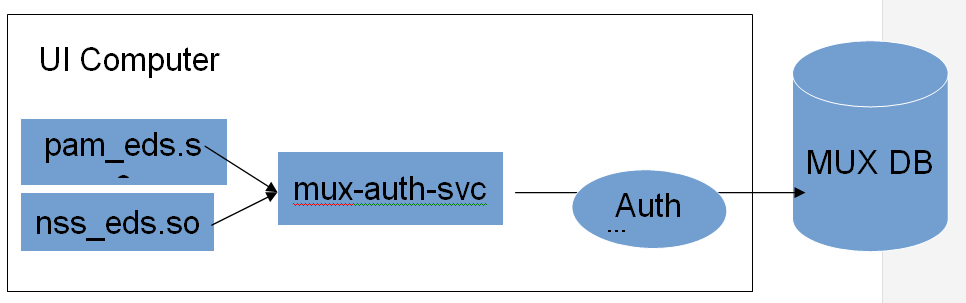 UI Computer
pam_eds.s
nss_eds.so
mux-auth-svc
Auth
...
MUX DB